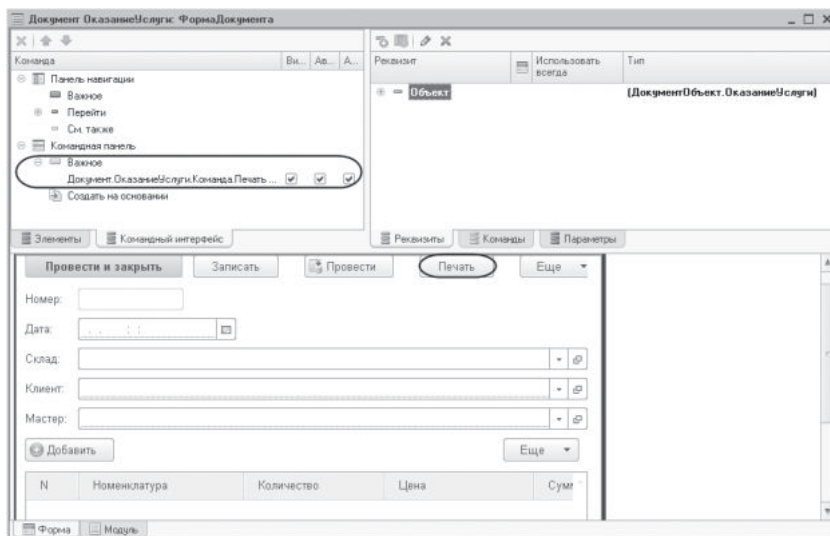 Документ ОказаниеУслуги: ФормаДокумента
Команда Ви... Ав... А...
Панель навигации
Важное
Перейти
См. также
Командная панель
Важное
Документ.ОказаниеУслуги.Команда.Печать ...
Создать на основании
Элементы Командный интерфейс
Реквизит Использовать всегда Тип
Объект (ДокументОбъект.ОказаниеУслуги)
Реквизиты Команды Параметры
Провести и закрыть Записать Провести Печать Еще
Номер:
Дата: . . : :
Склад:
Клиент:
Мастер:
Добавить Еще
N Номенклатура Количество Цена Сумм
Форма Модуль